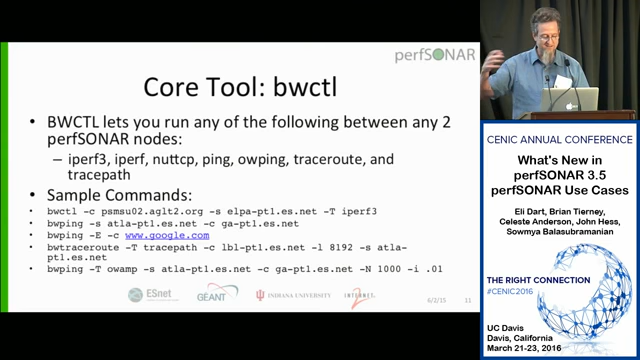 perfSONAR
Core Tool: bwctl
• BWCTL lets you run any of the following between any 2
perfSONAR nodes:
– iperf3, iperf, nuttcp, ping, owping, traceroute, and
tracepath
• Sample Commands:
• bwctl -c psmsu02.aglt2.org -s elpa-pt1.es.net -T iperf3
• bwping -s atla-pt1.es.net -c ga-pt1.es.net
• bwping -E -c www.google.com
• bwtraceroute -T tracepath -c lbl-pt1.es.net -l 8192 -s atla-
pt1.es.net
• bwping -T owamp -s atla-pt1.es.net -c ga-pt1.es.net -N 1000 -i .01
ESnet
GÉANT
INDIANA UNIVERSITY
INTERNET2
6/2/15
11
CENIC ANNUAL CONFERENCE
What's New in
perfSONAR 3.5
perfSONAR Use Cases
Eli Dart, Brian Tierney,
Celeste Anderson, John Hess,
Sowmya Balasubramanian
THE RIGHT CONNECTION
#CENIC2016
UC Davis
Davis, California
March 21-23, 2016